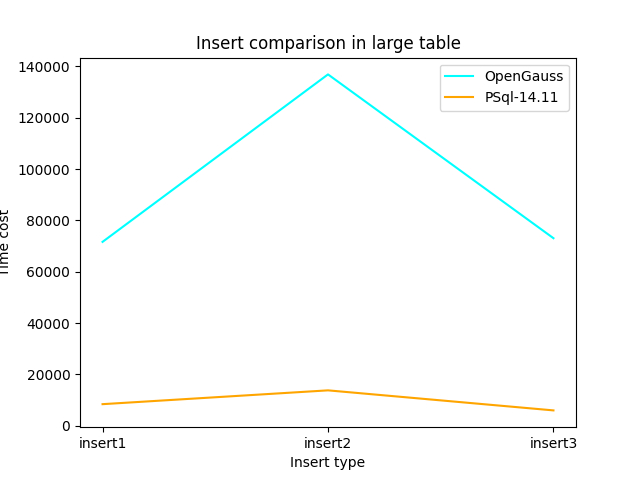 Insert comparison in large table
OpenGauss
PSql-14.11
140000
120000
100000
80000
60000
40000
20000
0
Time cost
insert1
insert2
insert3
Insert type